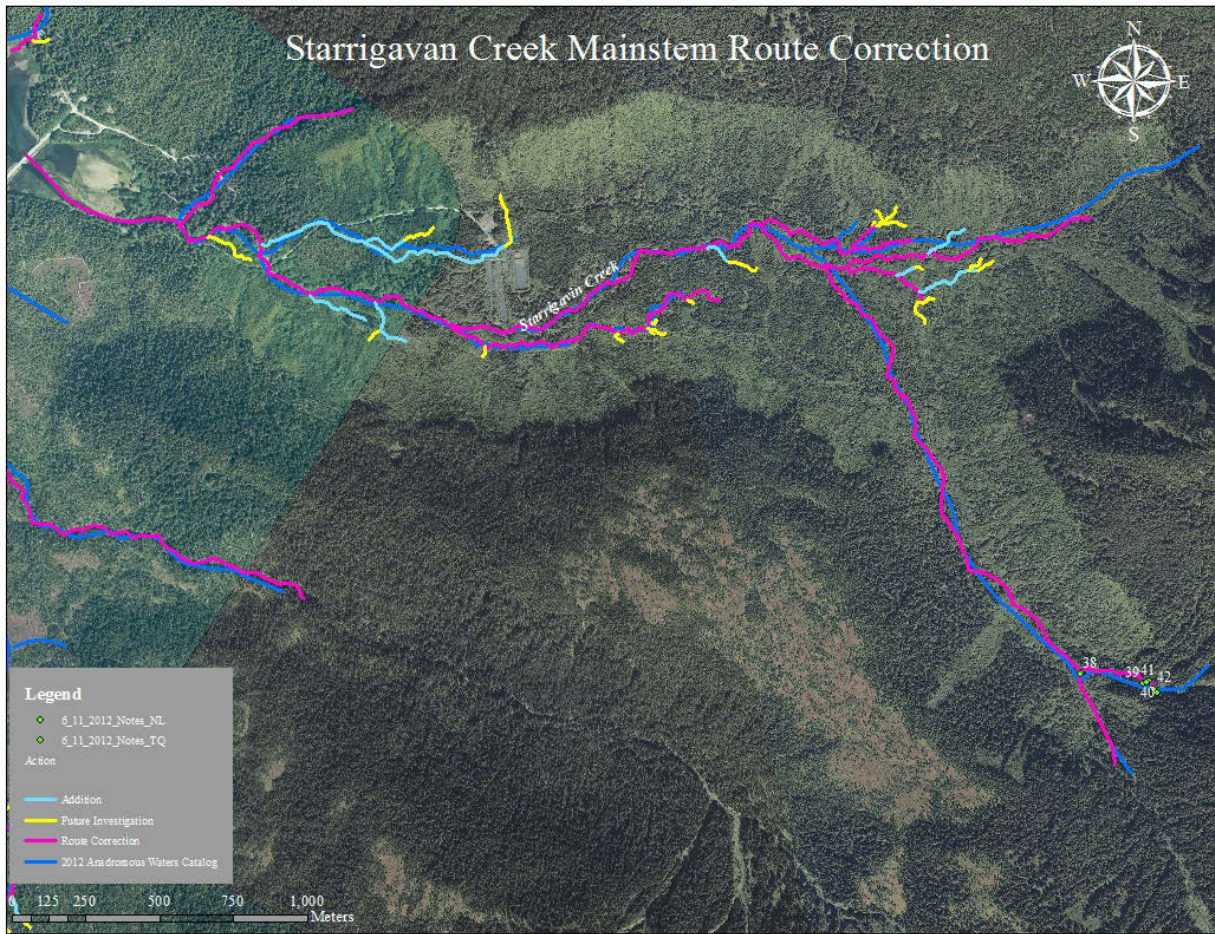 Starrigavan Creek Mainstem Route Correction
N
W E
S
Starrigavin Creek
38
39 41 42
40
Legend
6_11_2012_Notes_NL
6_11_2012_Notes_TQ
Action
Addition
Future Investigation
Route Correction
2012 Anadromous Waters Catalog
0 125 250 500 750 1,000
Meters